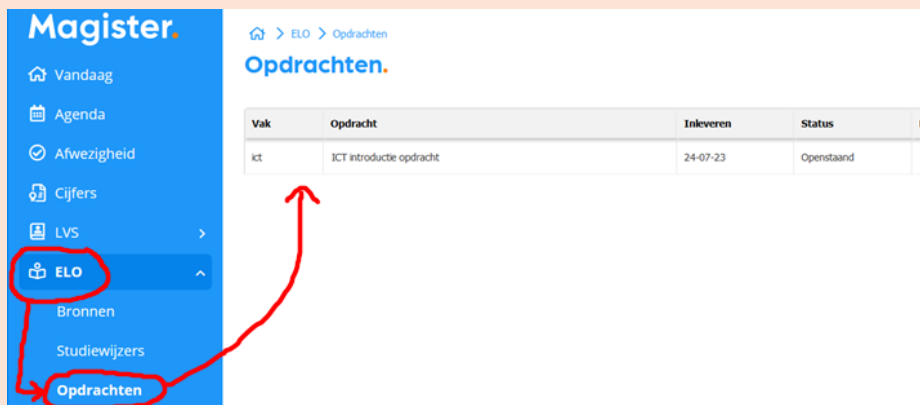 Magister.
Vandaag
Agenda
Afwezigheid
Cijfers
LVS
ELO
Bronnen
Studiewijzers
Opdrachten
ELO > Opdrachten
Opdrachten.
Vak Opdracht Inleveren Status
ict ICT introductie opdracht 24-07-23 Openstaand